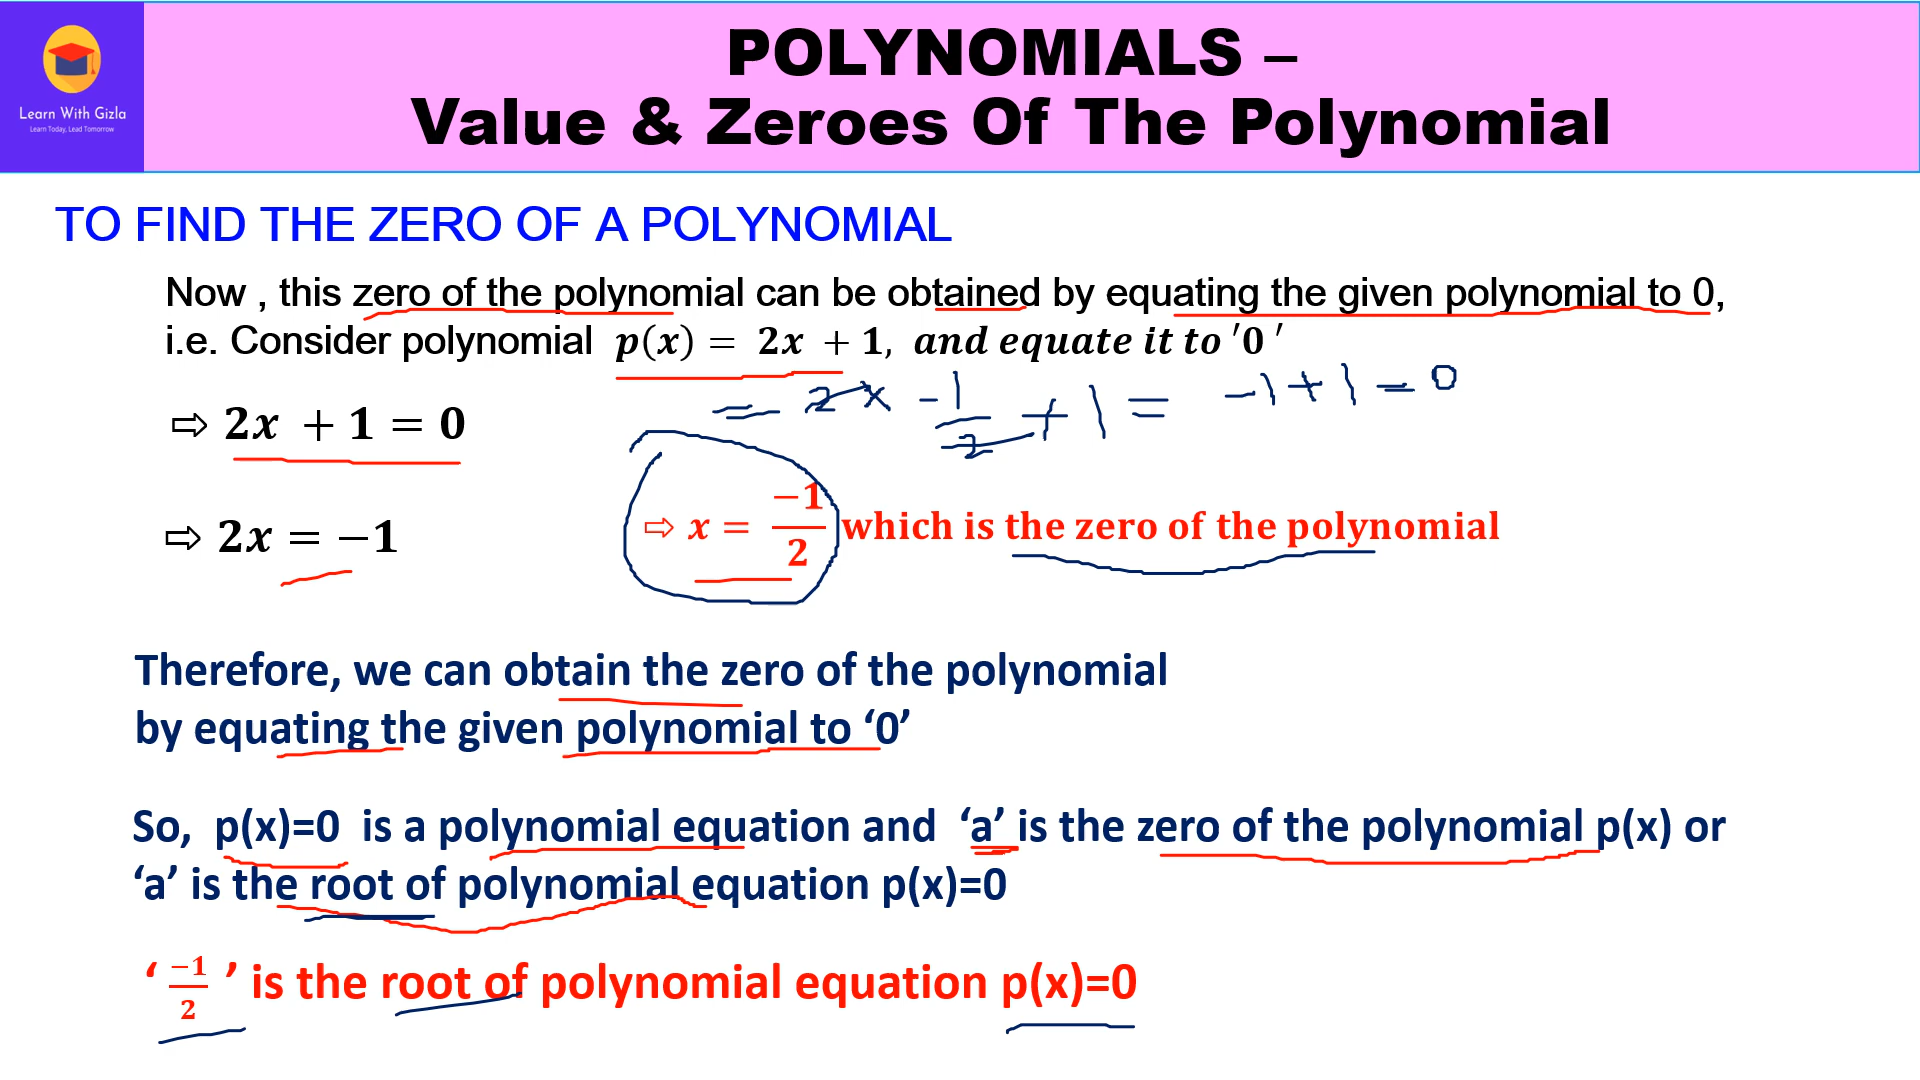 Learn With Gizla
Learn Today, Lead Tomorrow
POLYNOMIALS –
Value & Zeroes Of The Polynomial
TO FIND THE ZERO OF A POLYNOMIAL
Now , this zero of the polynomial can be obtained by equating the given polynomial to 0,
i.e. Consider polynomial p(x) = 2x + 1, and equate it to '0 '
= 2 x -1/2 + 1 = -1 + 1 = 0
⇨ 2x + 1 = 0
⇨ 2x = −1
⇨ x = −1/2 which is the zero of the polynomial
Therefore, we can obtain the zero of the polynomial
by equating the given polynomial to ‘0’
So, p(x)=0 is a polynomial equation and ‘a’ is the zero of the polynomial p(x) or
‘a’ is the root of polynomial equation p(x)=0
‘ −1/2 ’ is the root of polynomial equation p(x)=0